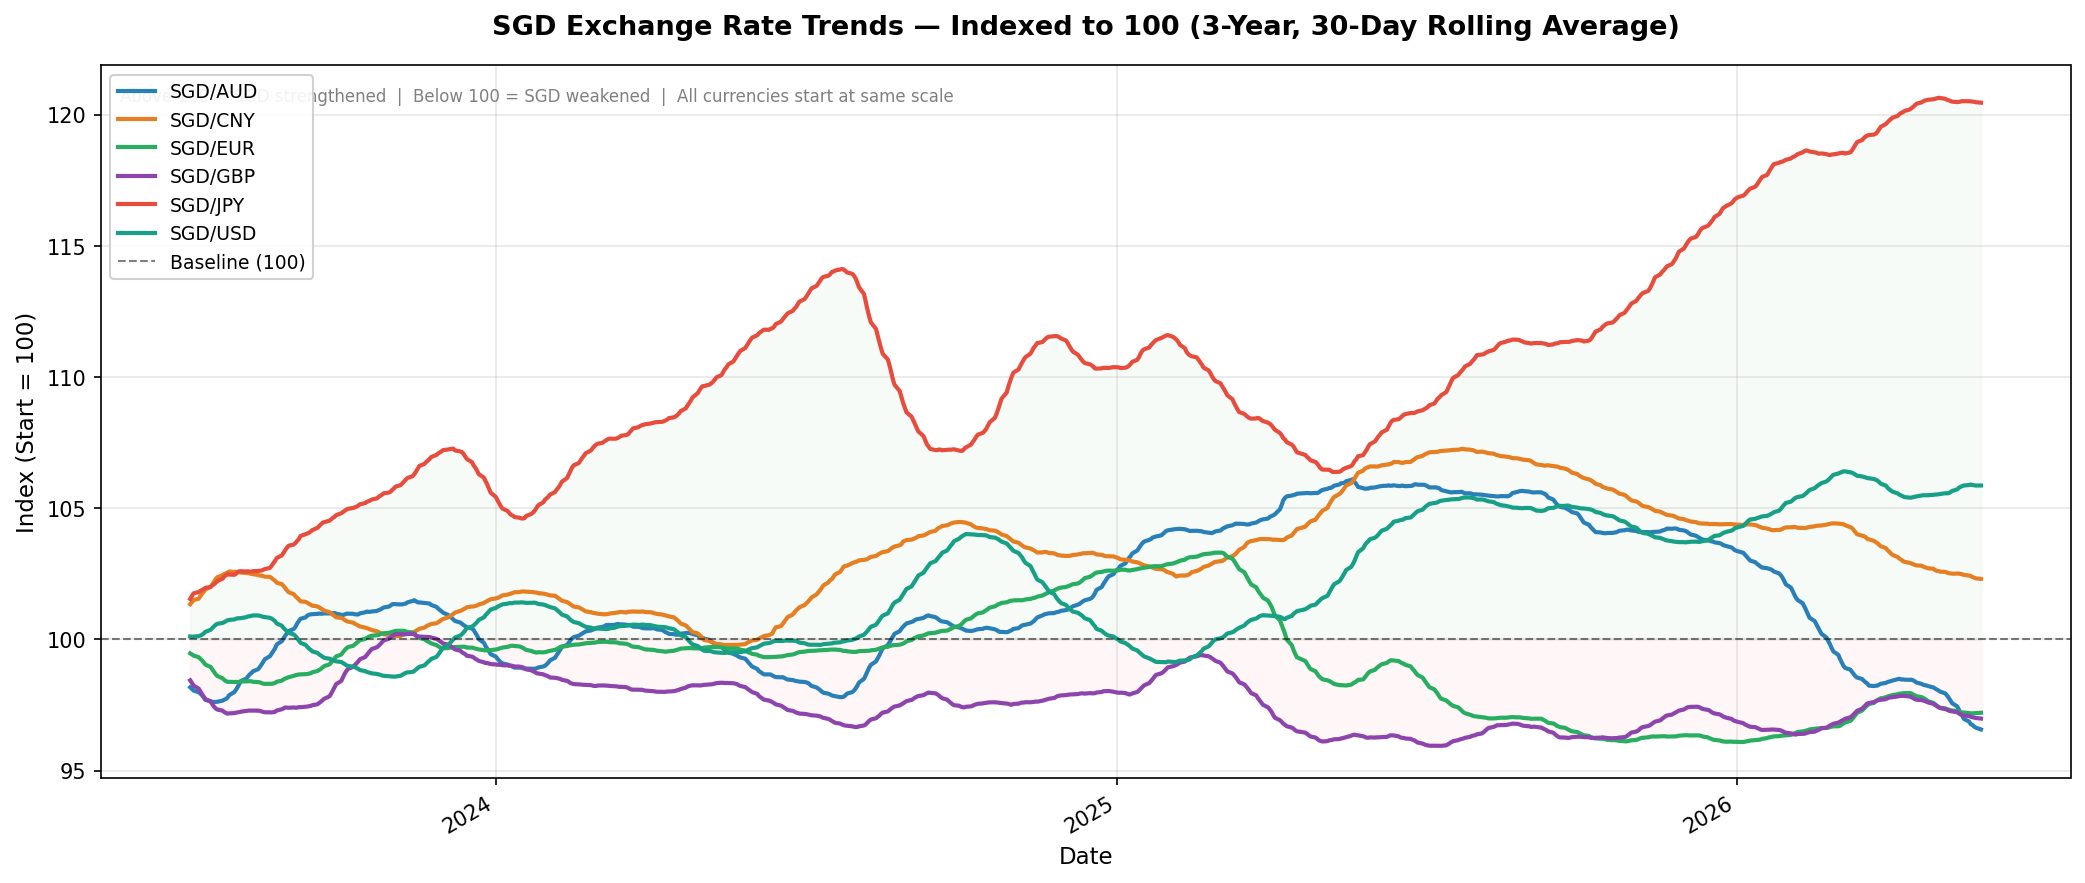 SGD Exchange Rate Trends — Indexed to 100 (3-Year, 30-Day Rolling Average)
SGD/AUD
strengthened | Below 100 = SGD weakened | All currencies start at same scale
SGD/CNY
SGD/EUR
SGD/GBP
SGD/JPY
SGD/USD
Baseline (100)
Index (Start = 100)
120
115
110
105
100
95
2024
2025
2026
Date